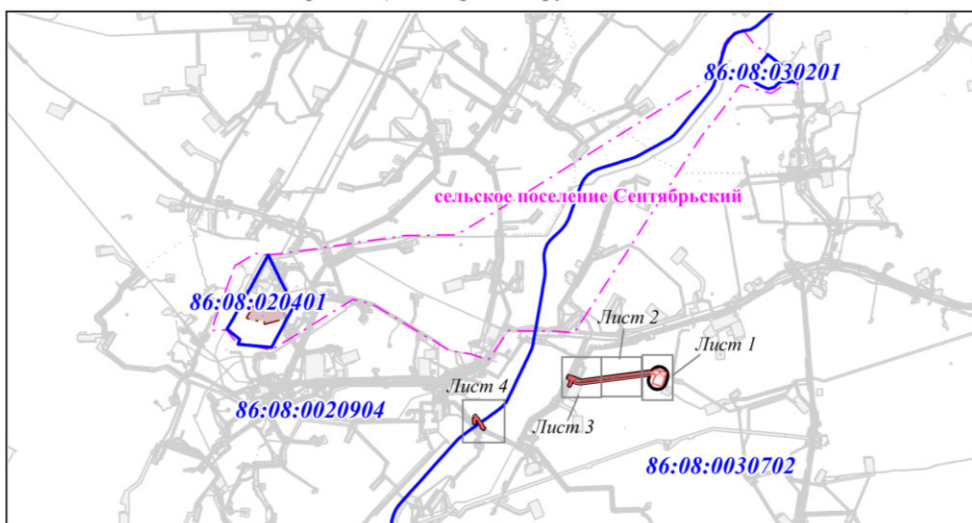 86:08:030201
сельское поселение Сентябрьский
86:08:020401
Лист 2
Лист 1
Лист 4
86:08:0020904
Лист 3
86:08:0030702